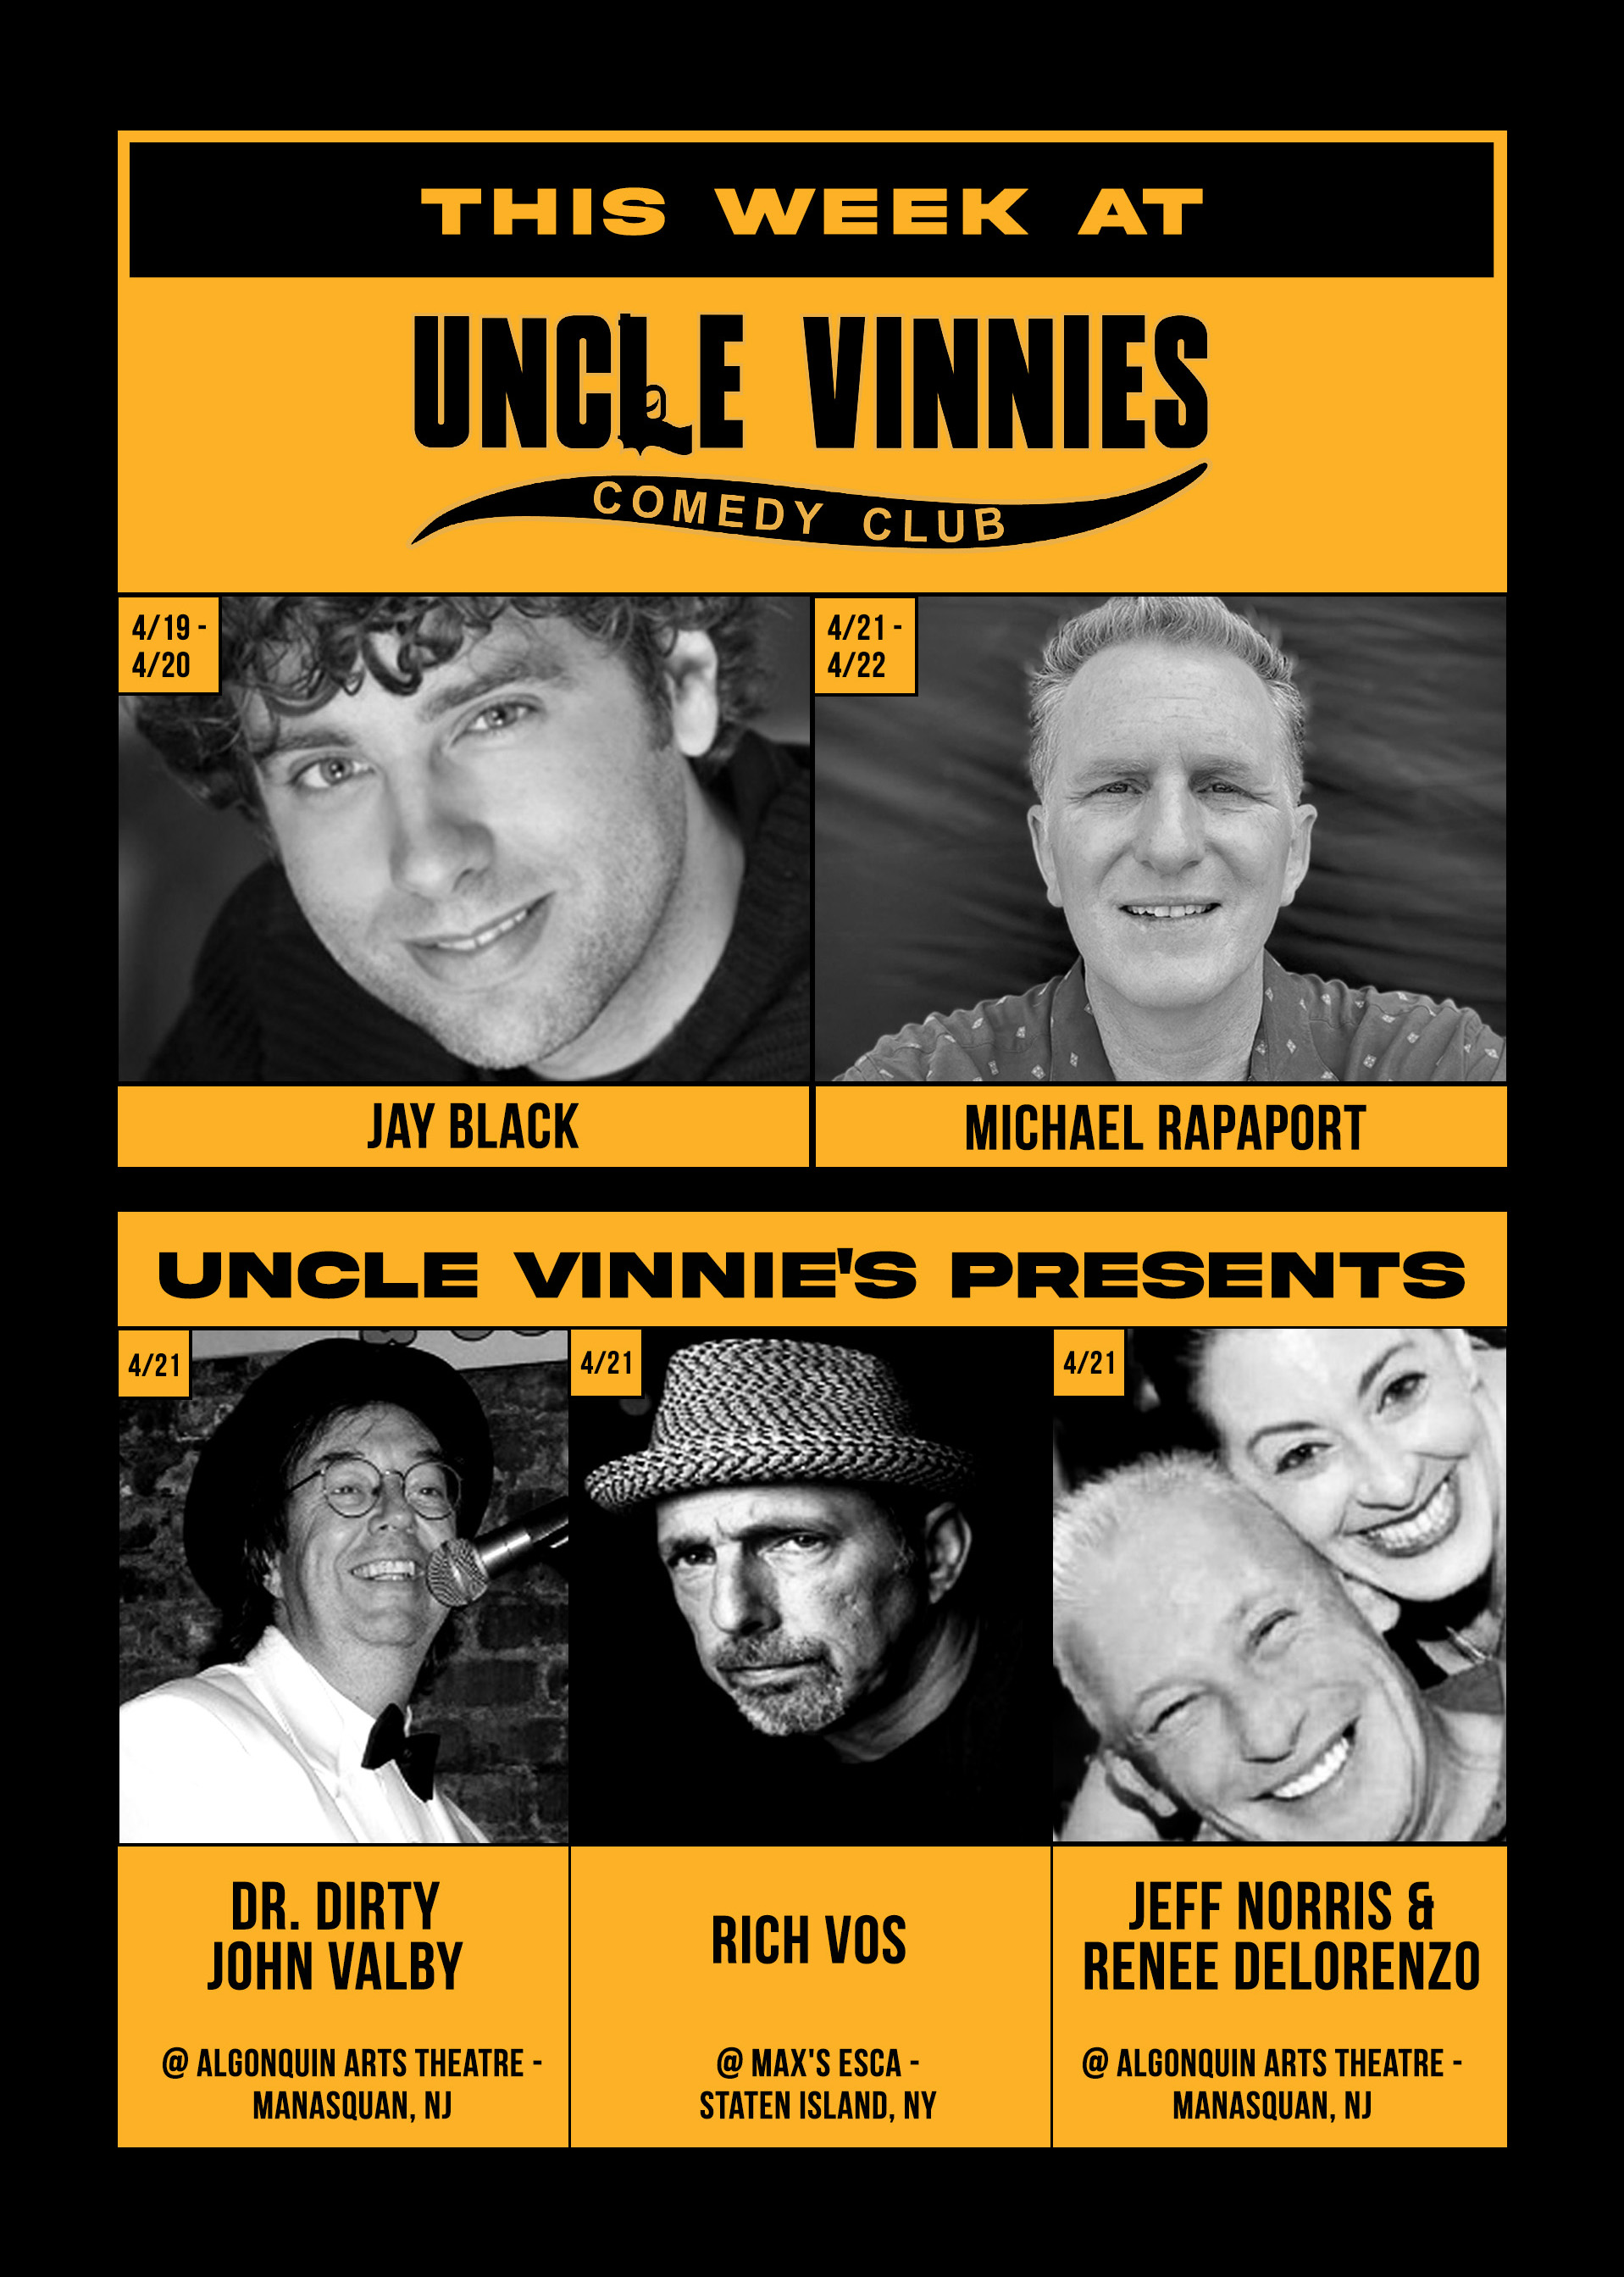 THIS WEEK AT
UNCLE VINNIES
COMEDY CLUB
4/19 -
4/20
4/21 -
4/22
JAY BLACK
MICHAEL RAPAPORT
UNCLE VINNIE'S PRESENTS
4/21
4/21
4/21
DR. DIRTY
JOHN VALBY
@ ALGONQUIN ARTS THEATRE -
MANASQUAN, NJ
RICH VOS
@ MAX'S ESCA -
STATEN ISLAND, NY
JEFF NORRIS &
RENEE DELORENZO
@ ALGONQUIN ARTS THEATRE -
MANASQUAN, NJ